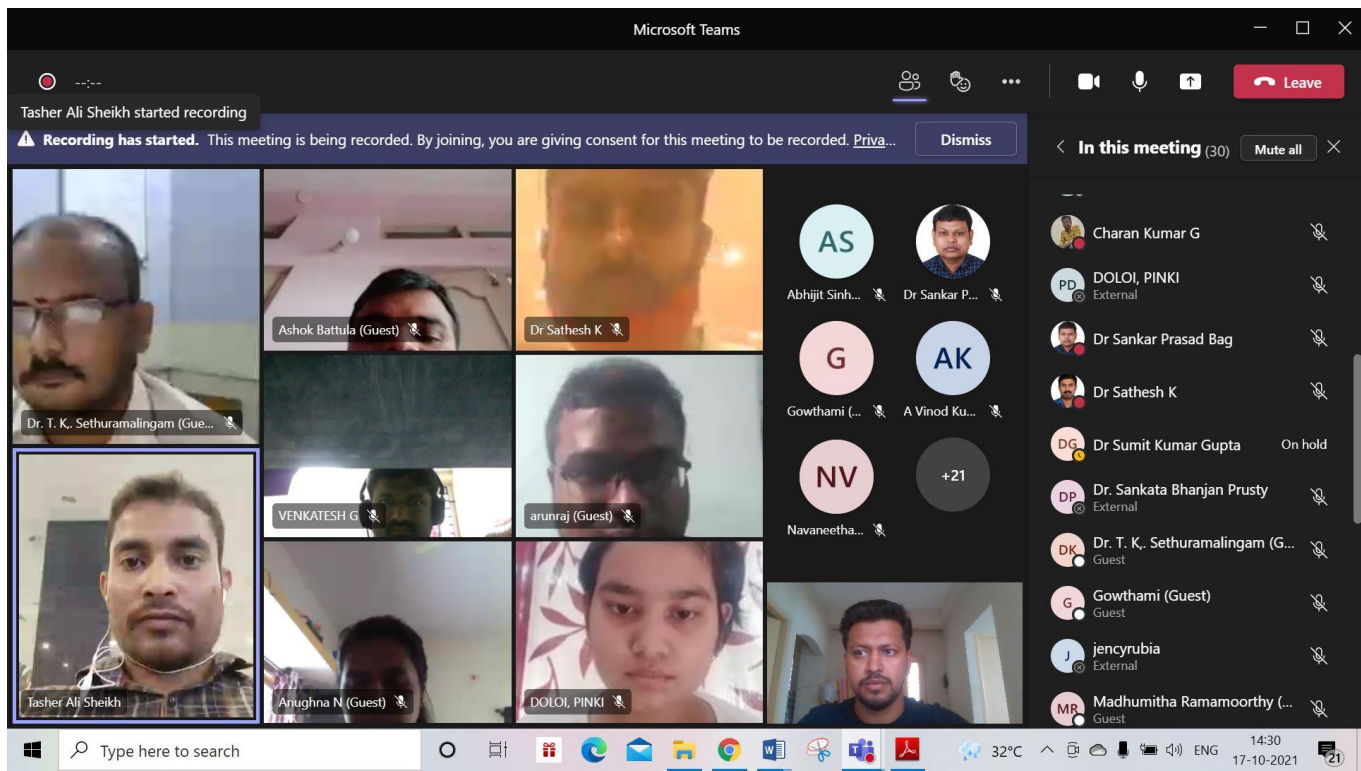 Microsoft Teams
--:--
Leave
Tasher Ali Sheikh started recording
Recording has started. This meeting is being recorded. By joining, you are giving consent for this meeting to be recorded. Priva...
Dismiss
In this meeting (30)
Mute all
Dr. T. K,. Sethuramalingam (Gue...
Ashok Battula (Guest)
Dr Sathesh K
VENKATESH G
arunraj (Guest)
Tasher Ali Sheikh
Anughna N (Guest)
DOLOI, PINKI
AS
Abhijit Sinh...
Dr Sankar P...
G
Gowthami (...
AK
A Vinod Ku...
NV
Navaneetha...
+21
Charan Kumar G
PD
DOLOI, PINKI
External
Dr Sankar Prasad Bag
Dr Sathesh K
DG
Dr Sumit Kumar Gupta
On hold
DP
Dr. Sankata Bhanjan Prusty
External
DK
Dr. T. K,. Sethuramalingam (G...
Guest
G
Gowthami (Guest)
Guest
J
jencyrubia
External
MR
Madhumitha Ramamoorthy (...
Guest
Type here to search
32°C
ENG
14:30
17-10-2021
21